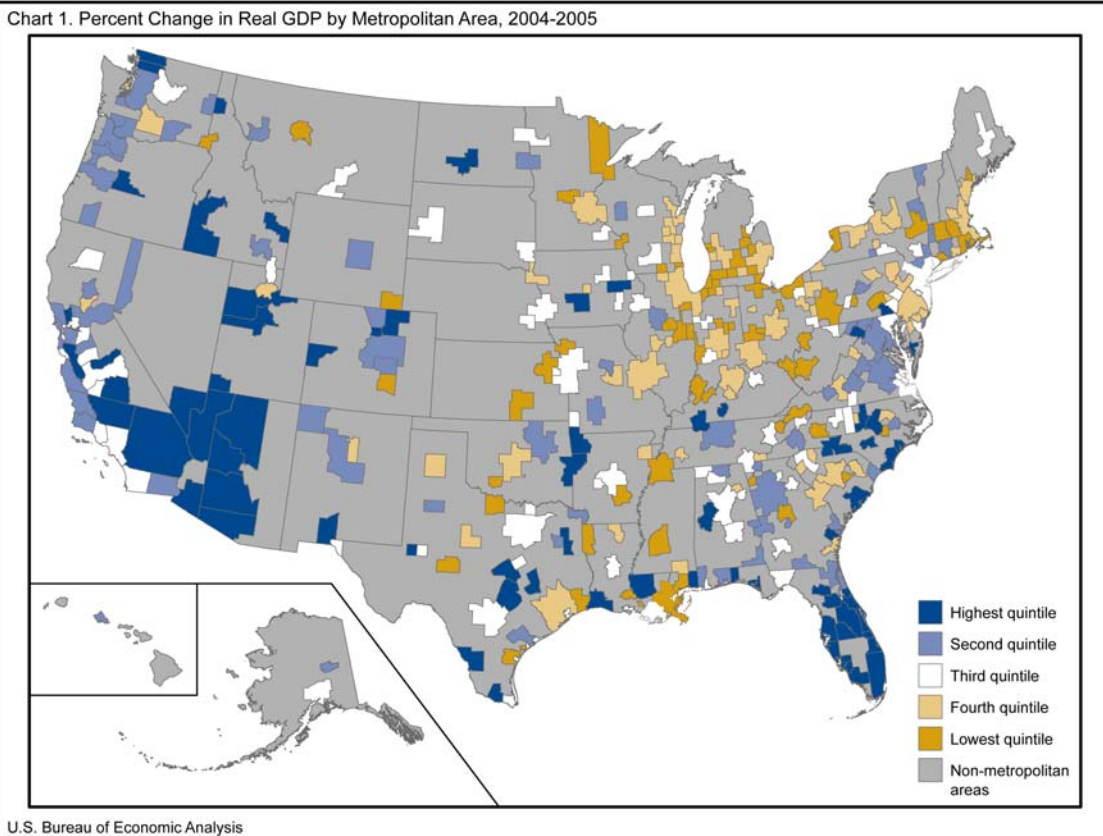 Chart 1. Percent Change in Real GDP by Metropolitan Area, 2004-2005
Highest quintile
Second quintile
Third quintile
Fourth quintile
Lowest quintile
Non-metropolitan
areas
U.S. Bureau of Economic Analysis